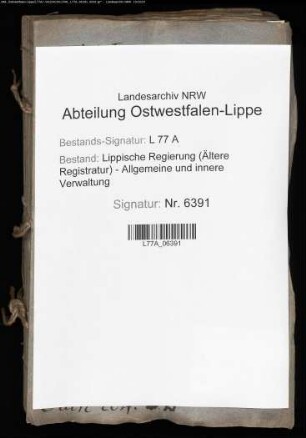 Landesarchiv NRW
Abteilung Ostwestfalen-Lippe
Bestands-Signatur: L 77 A
Bestand: Lippische Regierung (Ältere
Registratur) - Allgemeine und innere
Verwaltung
Signatur: Nr. 6391
L77A_06391